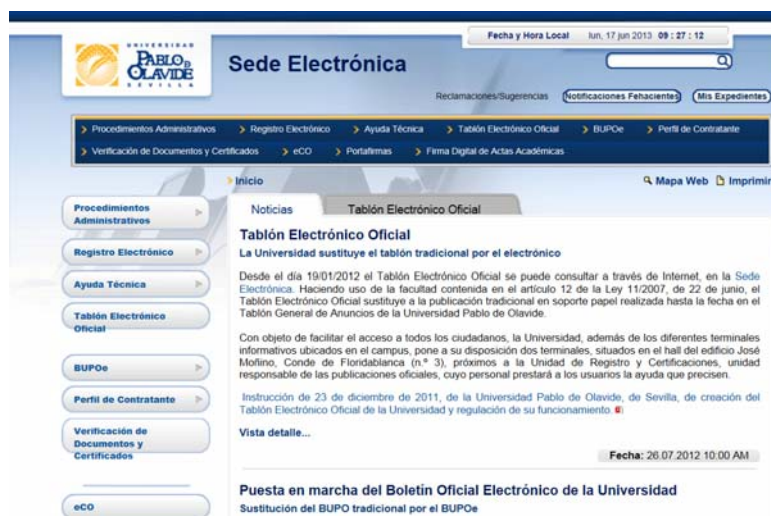 Fecha y Hora Local lun, 17 jun 2013 09 : 27 : 12
UNIVERSIDAD
PABLO DE
OLAVIDE
SEVILLA
Sede Electrónica
Reclamaciones/Sugerencias Notificaciones Fehacientes Mis Expedientes
Procedimientos Administrativos Registro Electrónico Ayuda Técnica Tablón Electrónico Oficial BUPOe Perfil de Contratante
Verificación de Documentos y Certificados eCO Portafirmas Firma Digital de Actas Académicas
Inicio Mapa Web Imprimir
Procedimientos
Administrativos
Registro Electrónico
Ayuda Técnica
Tablón Electrónico
Oficial
BUPOe
Perfil de Contratante
Verificación de
Documentos y
Certificados
eCO
Noticias Tablón Electrónico Oficial
Tablón Electrónico Oficial
La Universidad sustituye el tablón tradicional por el electrónico
Desde el día 19/01/2012 el Tablón Electrónico Oficial se puede consultar a través de Internet, en la Sede
Electrónica. Haciendo uso de la facultad contenida en el artículo 12 de la Ley 11/2007, de 22 de junio, el
Tablón Electrónico Oficial sustituye a la publicación tradicional en soporte papel realizada hasta la fecha en el
Tablón General de Anuncios de la Universidad Pablo de Olavide.
Con objeto de facilitar el acceso a todos los ciudadanos, la Universidad, además de los diferentes terminales
informativos ubicados en el campus, pone a su disposición dos terminales, situados en el hall del edificio José
Moñino, Conde de Floridablanca (n.º 3), próximos a la Unidad de Registro y Certificaciones, unidad
responsable de las publicaciones oficiales, cuyo personal prestará a los usuarios la ayuda que precisen.
Instrucción de 23 de diciembre de 2011, de la Universidad Pablo de Olavide, de Sevilla, de creación del
Tablón Electrónico Oficial de la Universidad y regulación de su funcionamiento.
Vista detalle...
Fecha: 26.07.2012 10:00 AM
Puesta en marcha del Boletín Oficial Electrónico de la Universidad
Sustitución del BUPO tradicional por el BUPOe